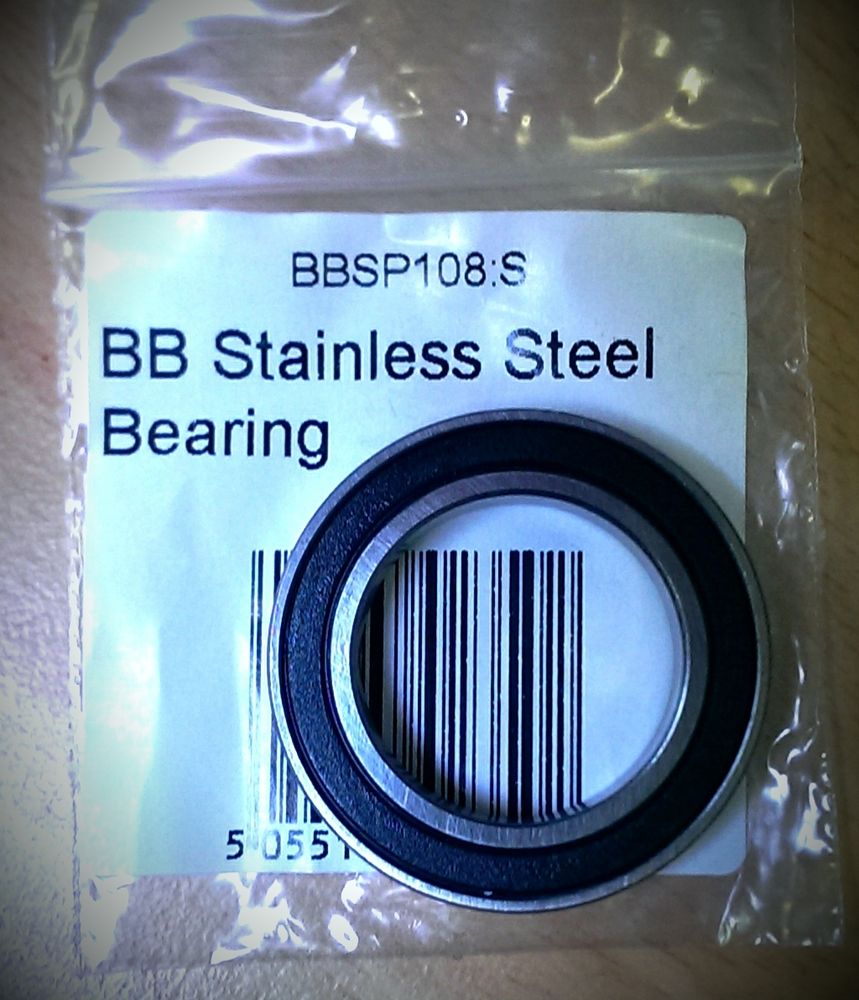 BBSP108:S
BB Stainless Steel
Bearing
5 0551